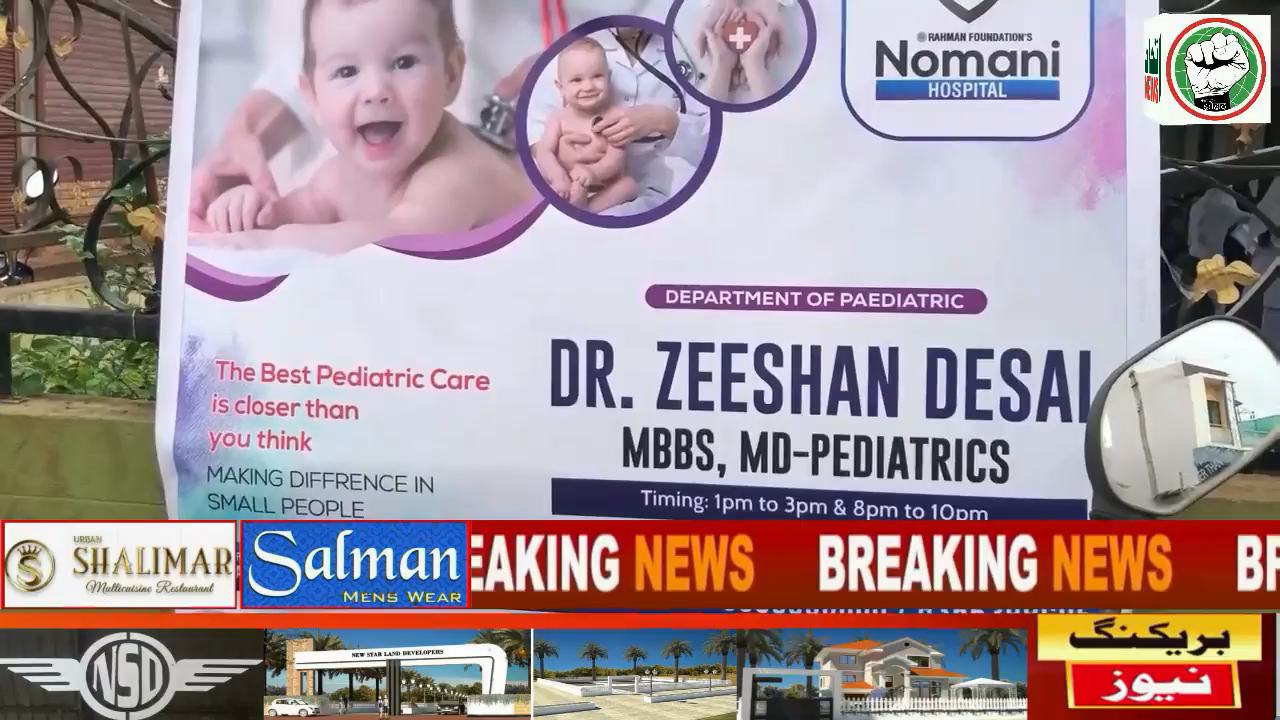 RAHMAN FOUNDATION'S
Nomani
HOSPITAL
NEWS
DEPARTMENT OF PAEDIATRIC
DR. ZEESHAN DESAI
MBBS, MD-PEDIATRICS
Timing: 1pm to 3pm & 8pm to 10pm
The Best Pediatric Care
is closer than
you think
MAKING DIFFRENCE IN
SMALL PEOPLE
URBAN
SHALIMAR
Multicuisine Restaurant
Salman
MENS WEAR
EAKING NEWS BREAKING NEWS
NSD
NEW STAR LAND DEVELOPERS
بریکنگ
نیوز